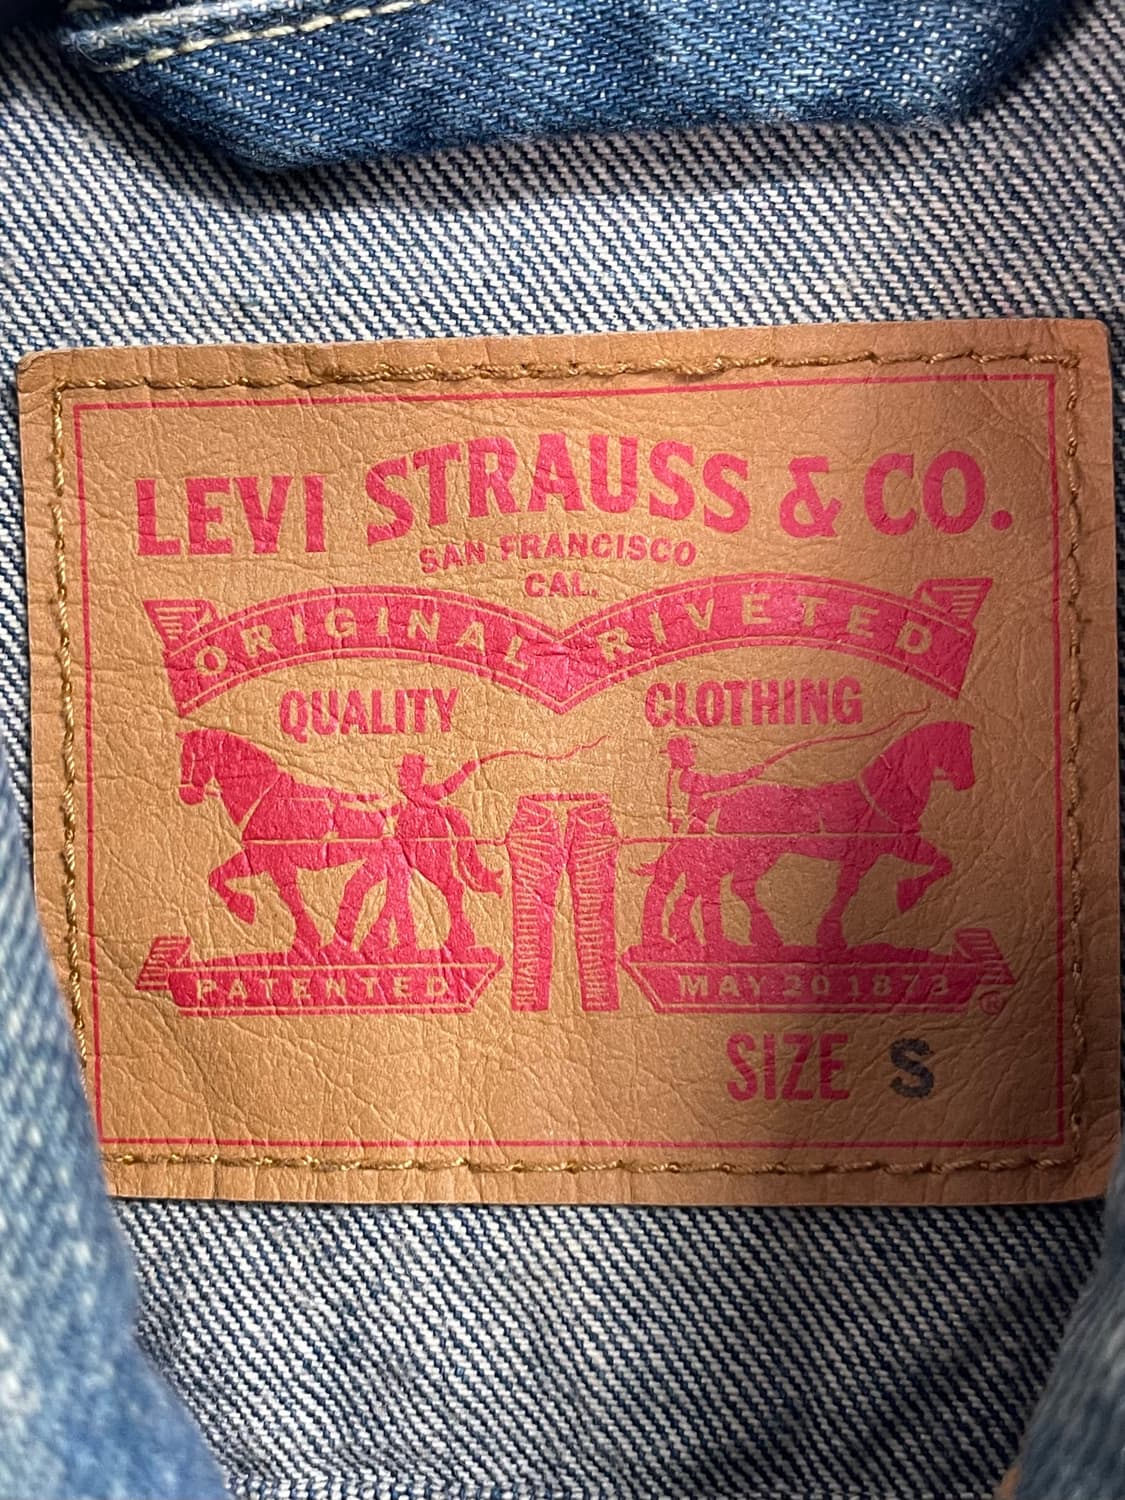 LEVI STRAUSS & CO.
SAN FRANCISCO
CAL.
ORIGINAL RIVETED
QUALITY CLOTHING
PATENTED MAY 20 1873 ®
SIZE S